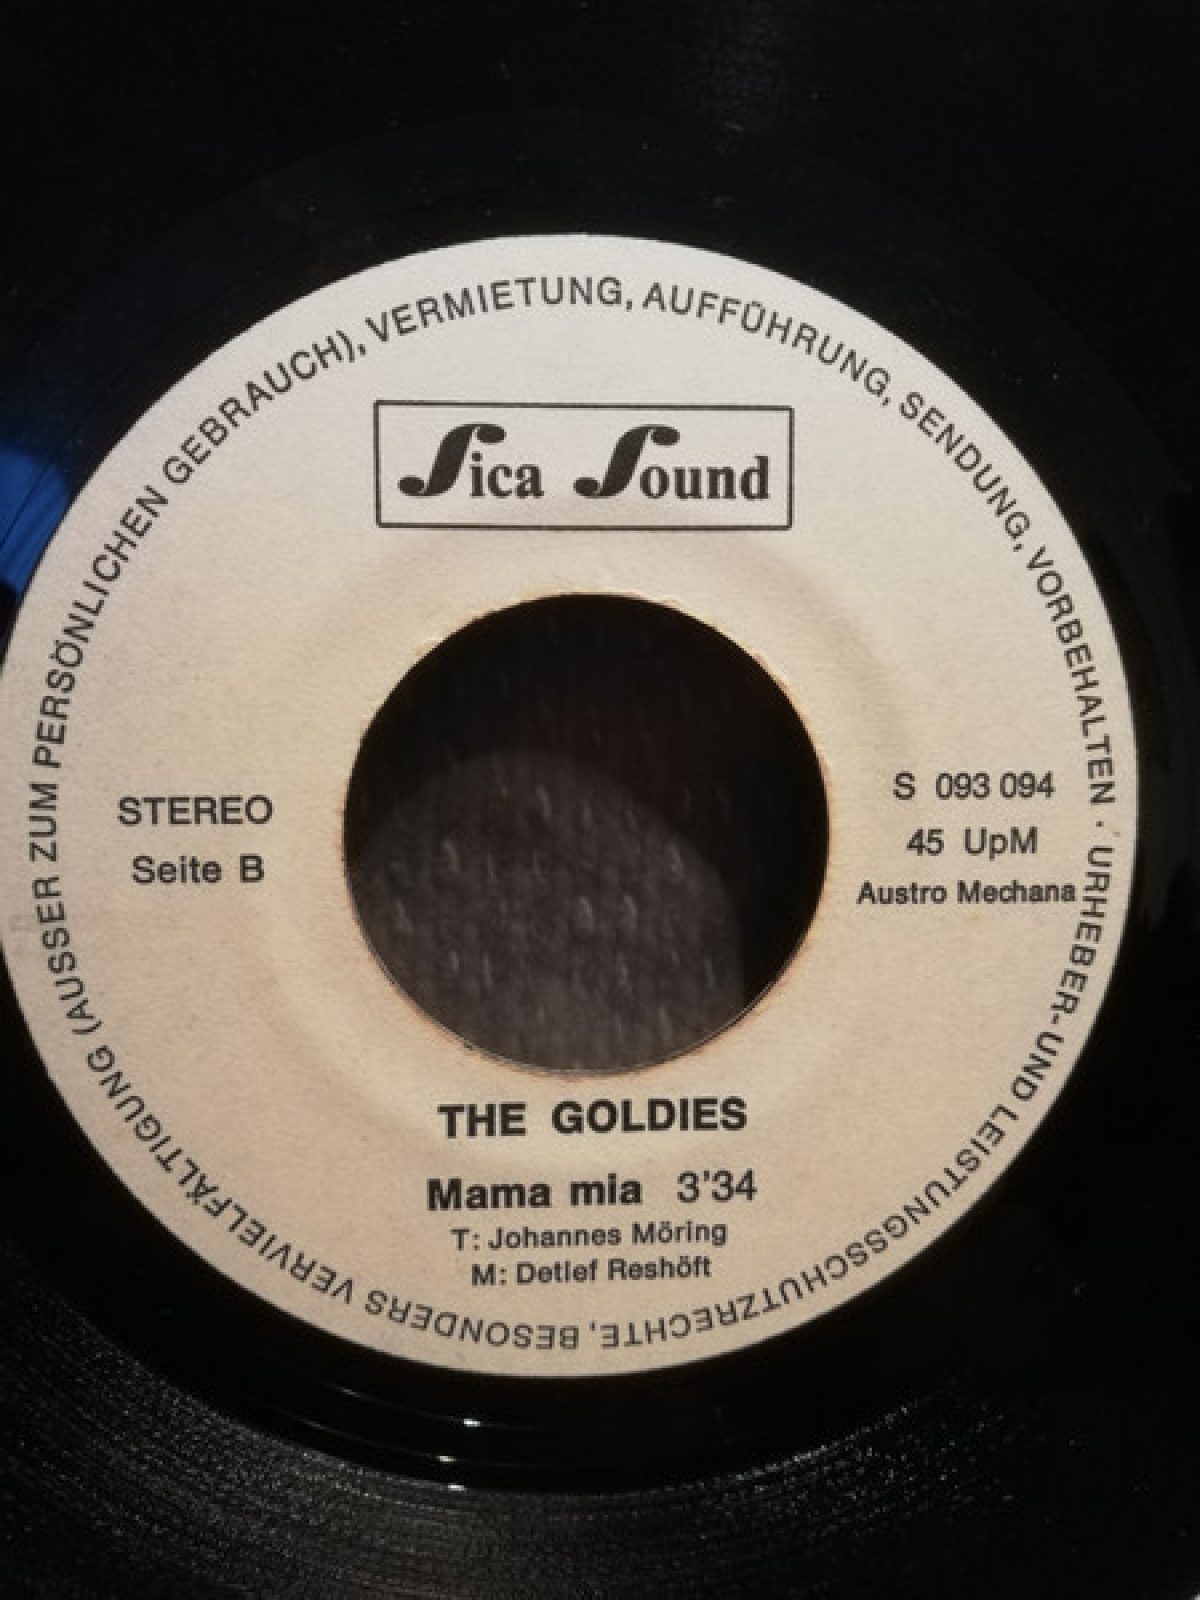 URHEBER-UND LEISTUNGSSCHUTZRECHTE, BESONDERS VERVIELFÄLTIGUNG (AUSSER ZUM PERSÖNLICHEN GEBRAUCH), VERMIETUNG, AUFFÜHRUNG, SENDUNG, VORBEHALTEN ·
Sica Sound
STEREO
Seite B
S 093 094
45 UpM
Austro Mechana
THE GOLDIES
Mama mia 3'34
T: Johannes Möring
M: Detlef Reshöft